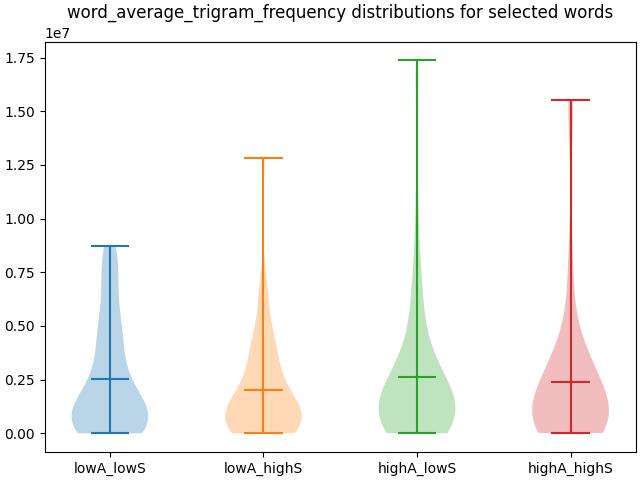 word_average_trigram_frequency distributions for selected words
1e7
1.75
1.50
1.25
1.00
0.75
0.50
0.25
0.00
lowA_lowS lowA_highS highA_lowS highA_highS